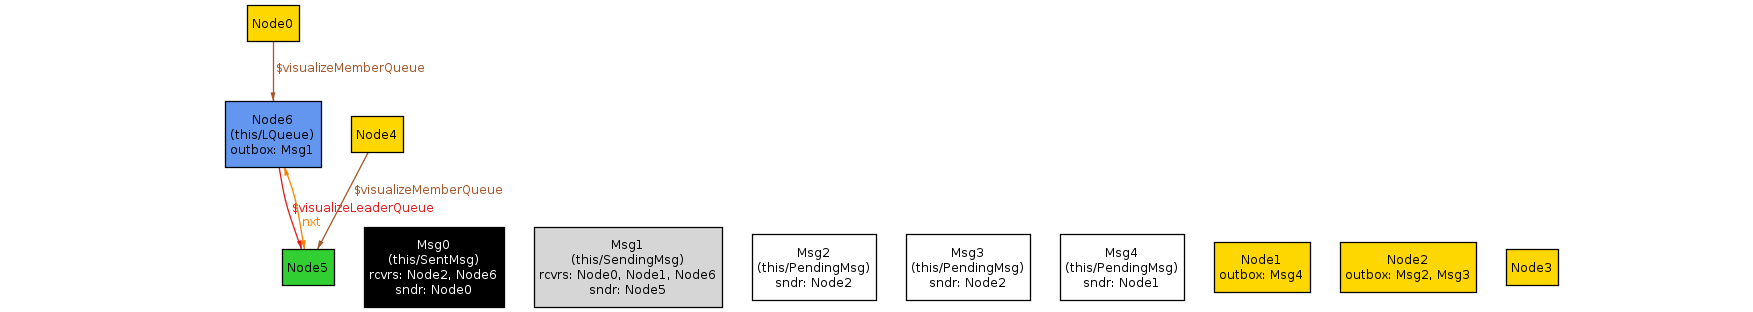 Node0
$visualizeMemberQueue
Node6
(this/LQueue)
outbox: Msg1
Node4
$visualizeMemberQueue
$visualizeLeaderQueue
nxt
Node5
Msg0
(this/SentMsg)
rcvrs: Node2, Node6
sndr: Node0
Msg1
(this/SendingMsg)
rcvrs: Node0, Node1, Node6
sndr: Node5
Msg2
(this/PendingMsg)
sndr: Node2
Msg3
(this/PendingMsg)
sndr: Node2
Msg4
(this/PendingMsg)
sndr: Node1
Node1
outbox: Msg4
Node2
outbox: Msg2, Msg3
Node3